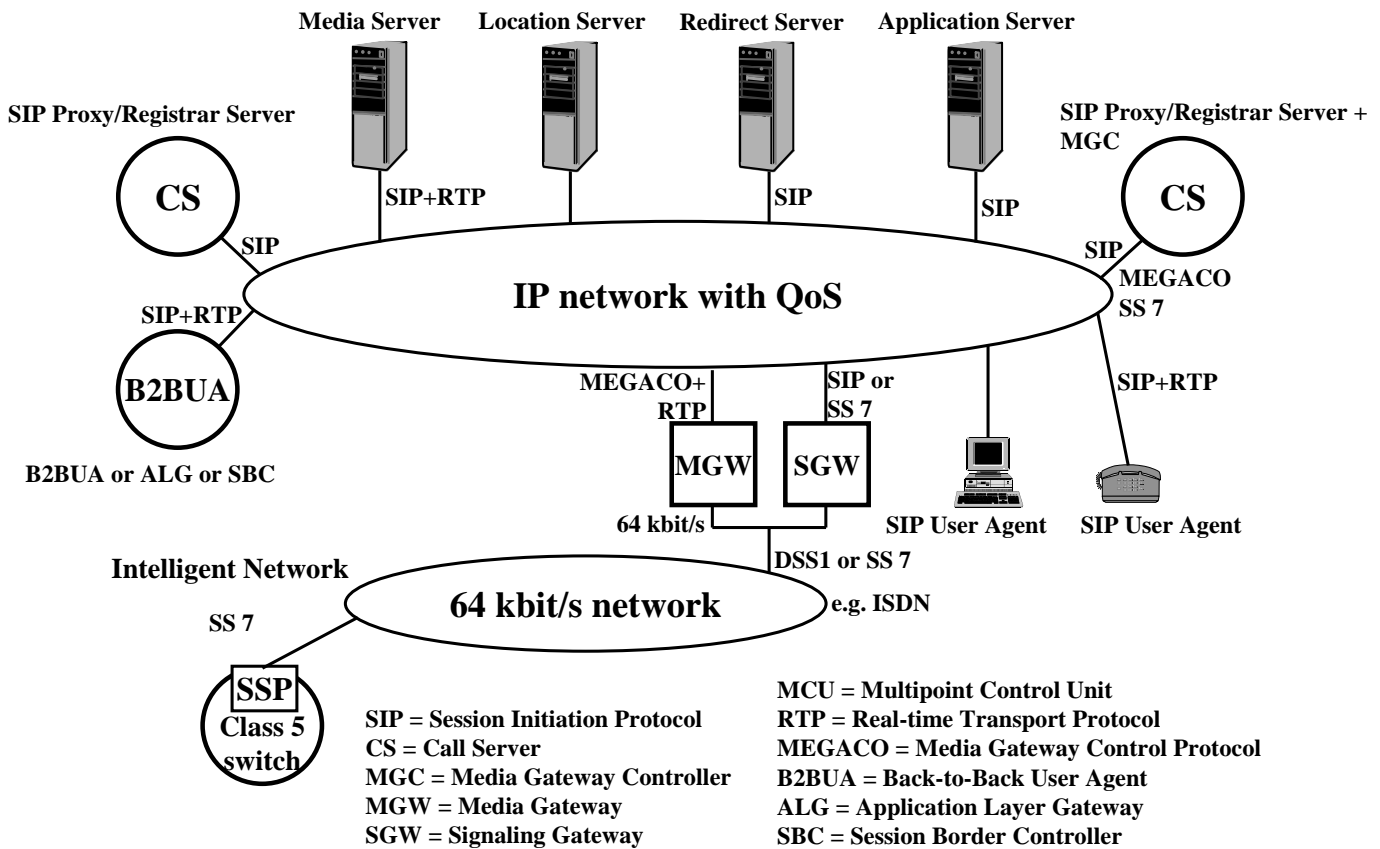 Media Server
Location Server
Redirect Server
Application Server
SIP Proxy/Registrar Server
SIP Proxy/Registrar Server +
MGC
CS
CS
SIP+RTP
SIP
SIP
SIP
SIP
MEGACO
SS 7
IP network with QoS
SIP+RTP
B2BUA
B2BUA or ALG or SBC
MEGACO+
RTP
SIP or
SS 7
SIP+RTP
MGW
SGW
SIP User Agent
SIP User Agent
64 kbit/s
DSS1 or SS 7
Intelligent Network
64 kbit/s network
e.g. ISDN
SS 7
SSP
Class 5
switch
SIP = Session Initiation Protocol
CS = Call Server
MGC = Media Gateway Controller
MGW = Media Gateway
SGW = Signaling Gateway
MCU = Multipoint Control Unit
RTP = Real-time Transport Protocol
MEGACO = Media Gateway Control Protocol
B2BUA = Back-to-Back User Agent
ALG = Application Layer Gateway
SBC = Session Border Controller